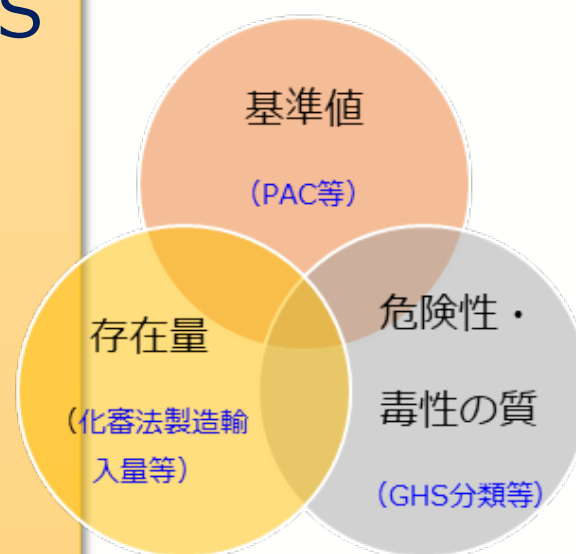 S
基準値
（PAC等）
存在量
（化審法製造輸
入量等）
危険性・
毒性の質
（GHS分類等）